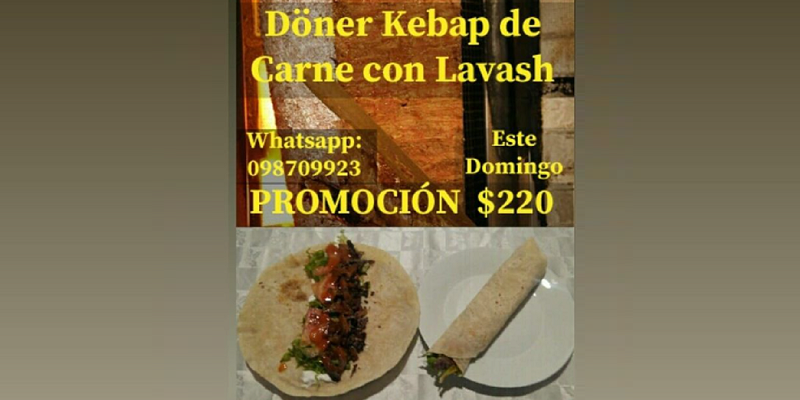 Döner Kebap de
Carne con Lavash
Whatsapp:
098709923
Este
Domingo
PROMOCIÓN $220